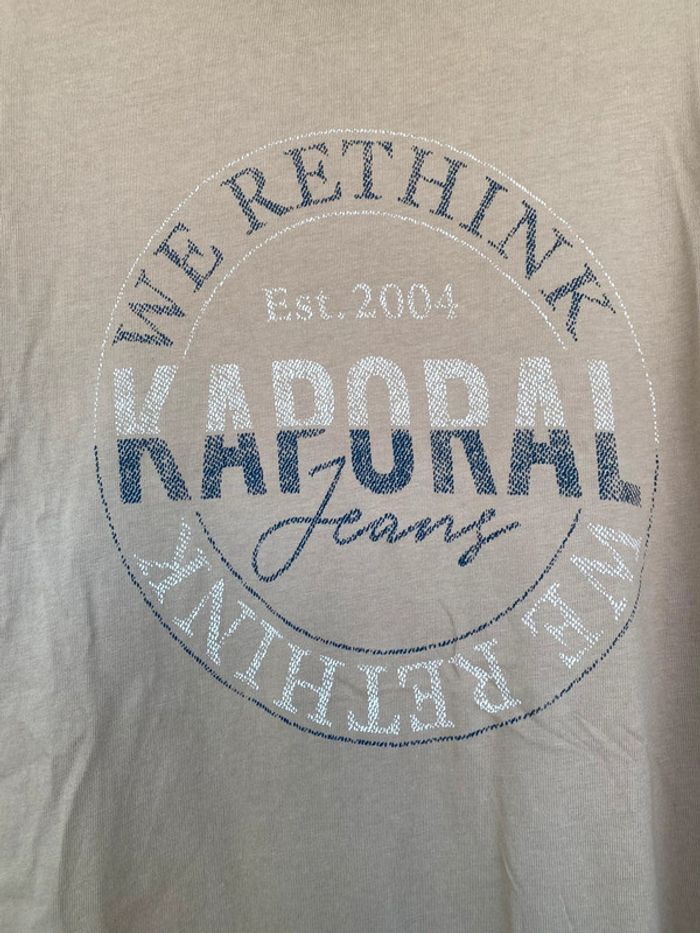 WE RETHINK
Est. 2004
KAPORAL
Jeans
WE RETHINK